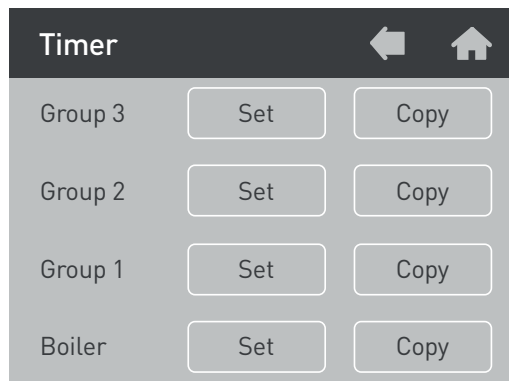 Timer
Group 3 Set Copy
Group 2 Set Copy
Group 1 Set Copy
Boiler Set Copy